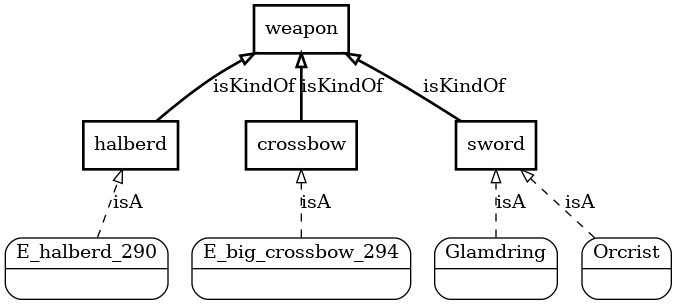 weapon
isKindOf isKindOf isKindOf
halberd crossbow sword
isA isA isA isA
E_halberd_290 E_big_crossbow_294 Glamdring Orcrist